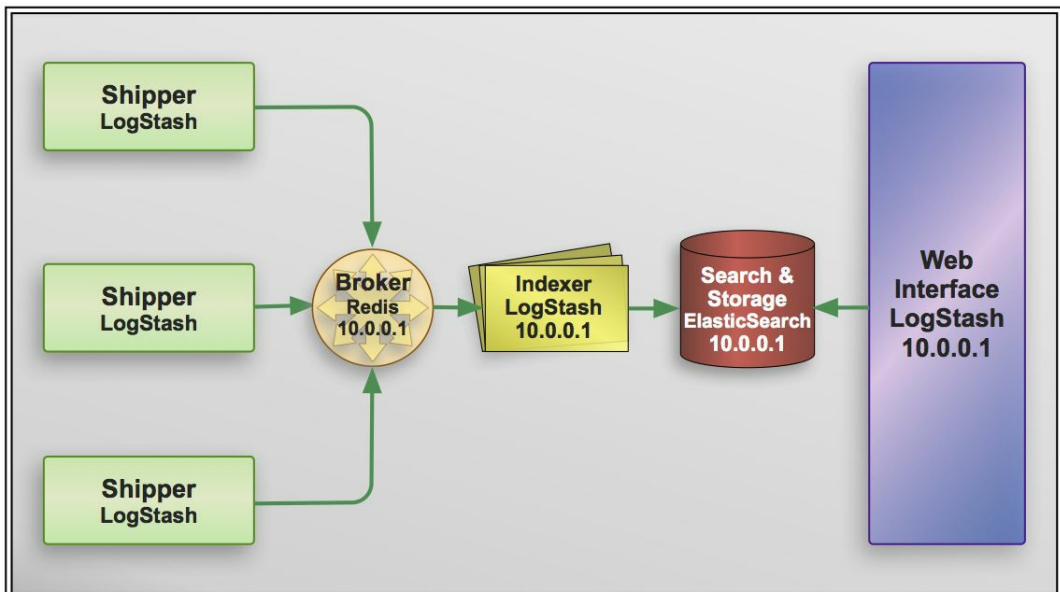 Shipper
LogStash
Shipper
LogStash
Shipper
LogStash
Broker
Redis
10.0.0.1
Indexer
LogStash
10.0.0.1
Search &
Storage
ElasticSearch
10.0.0.1
Web
Interface
LogStash
10.0.0.1